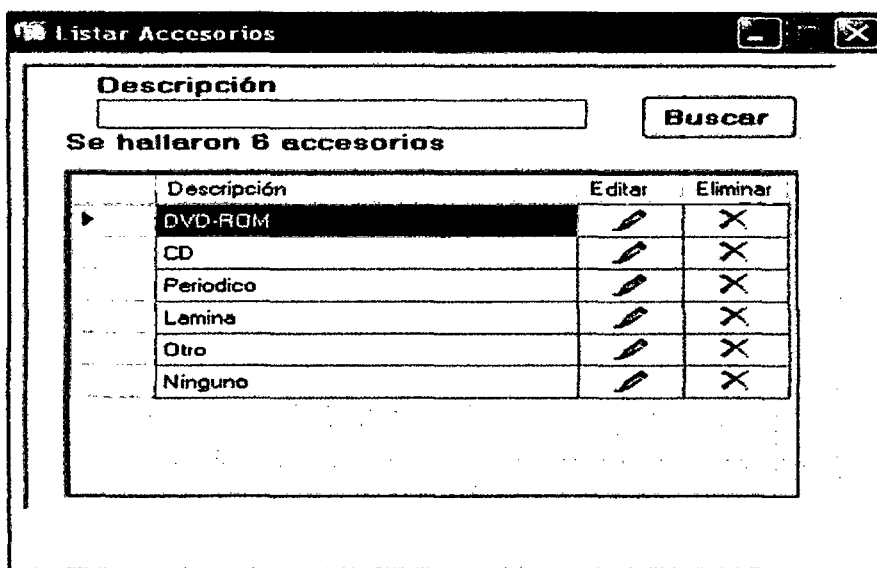 Listar Accesorios
Descripción
Buscar
Se hallaron 6 accesorios
Descripción Editar Eliminar
DVD-ROM
CD
Periodico
Lamina
Otro
Ninguno